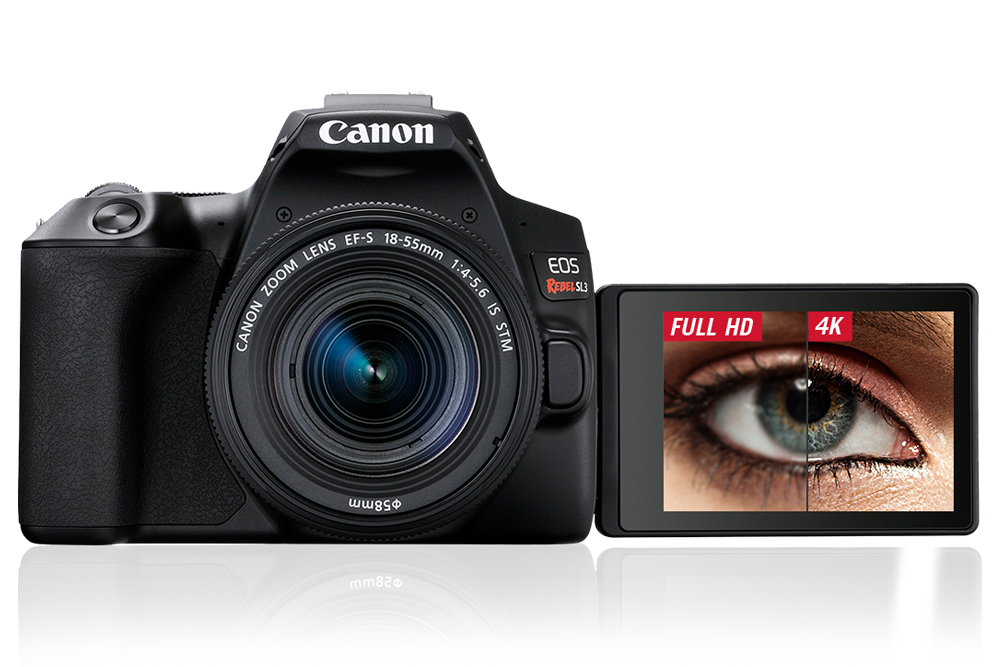 Canon
CANON ZOOM LENS EF-S 18-55mm 1:4-5.6 IS STM
EOS
REBEL SL3
FULL HD
4K
φ58mm